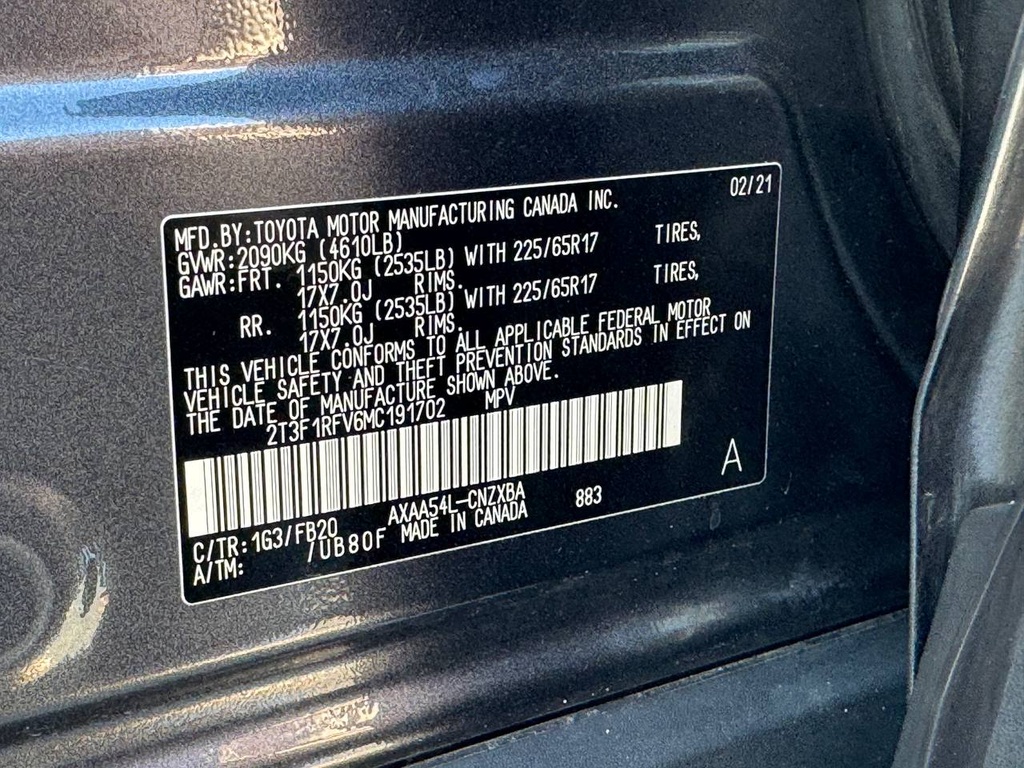 02/21
MFD.BY:TOYOTA MOTOR MANUFACTURING CANADA INC.
GVWR:2090KG (4610LB)
GAWR:FRT. 1150KG (2535LB) WITH 225/65R17 TIRES,
17X7.0J RIMS.
RR. 1150KG (2535LB) WITH 225/65R17 TIRES,
17X7.0J RIMS.
THIS VEHICLE CONFORMS TO ALL APPLICABLE FEDERAL MOTOR
VEHICLE SAFETY AND THEFT PREVENTION STANDARDS IN EFFECT ON
THE DATE OF MANUFACTURE SHOWN ABOVE.
2T3F1RFV6MC191702 MPV
A
AXAA54L-CNZXBA 883
C/TR:1G3/FB20 MADE IN CANADA
A/TM: /UB80F